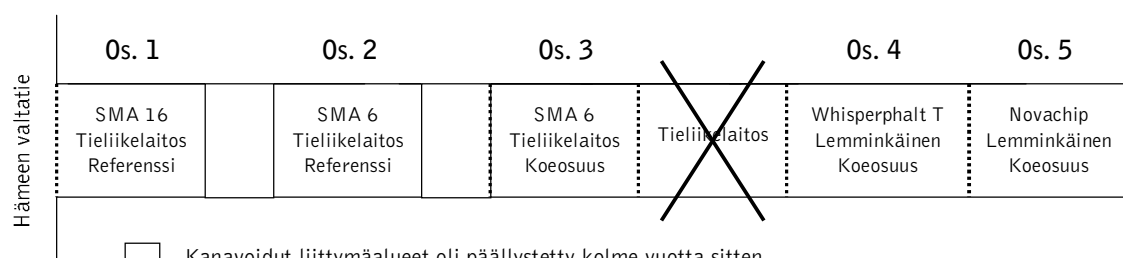 Os. 1
Os. 2
Os. 3
Os. 4
Os. 5
Hämeen valtatie
SMA 16
Tieliikelaitos
Referenssi
SMA 6
Tieliikelaitos
Referenssi
SMA 6
Tieliikelaitos
Koeosuus
Tieliikelaitos
Whisperphalt T
Lemminkäinen
Koeosuus
Novachip
Lemminkäinen
Koeosuus
Kanavoidut liittymäalueet oli päällystetty kolme vuotta sitten